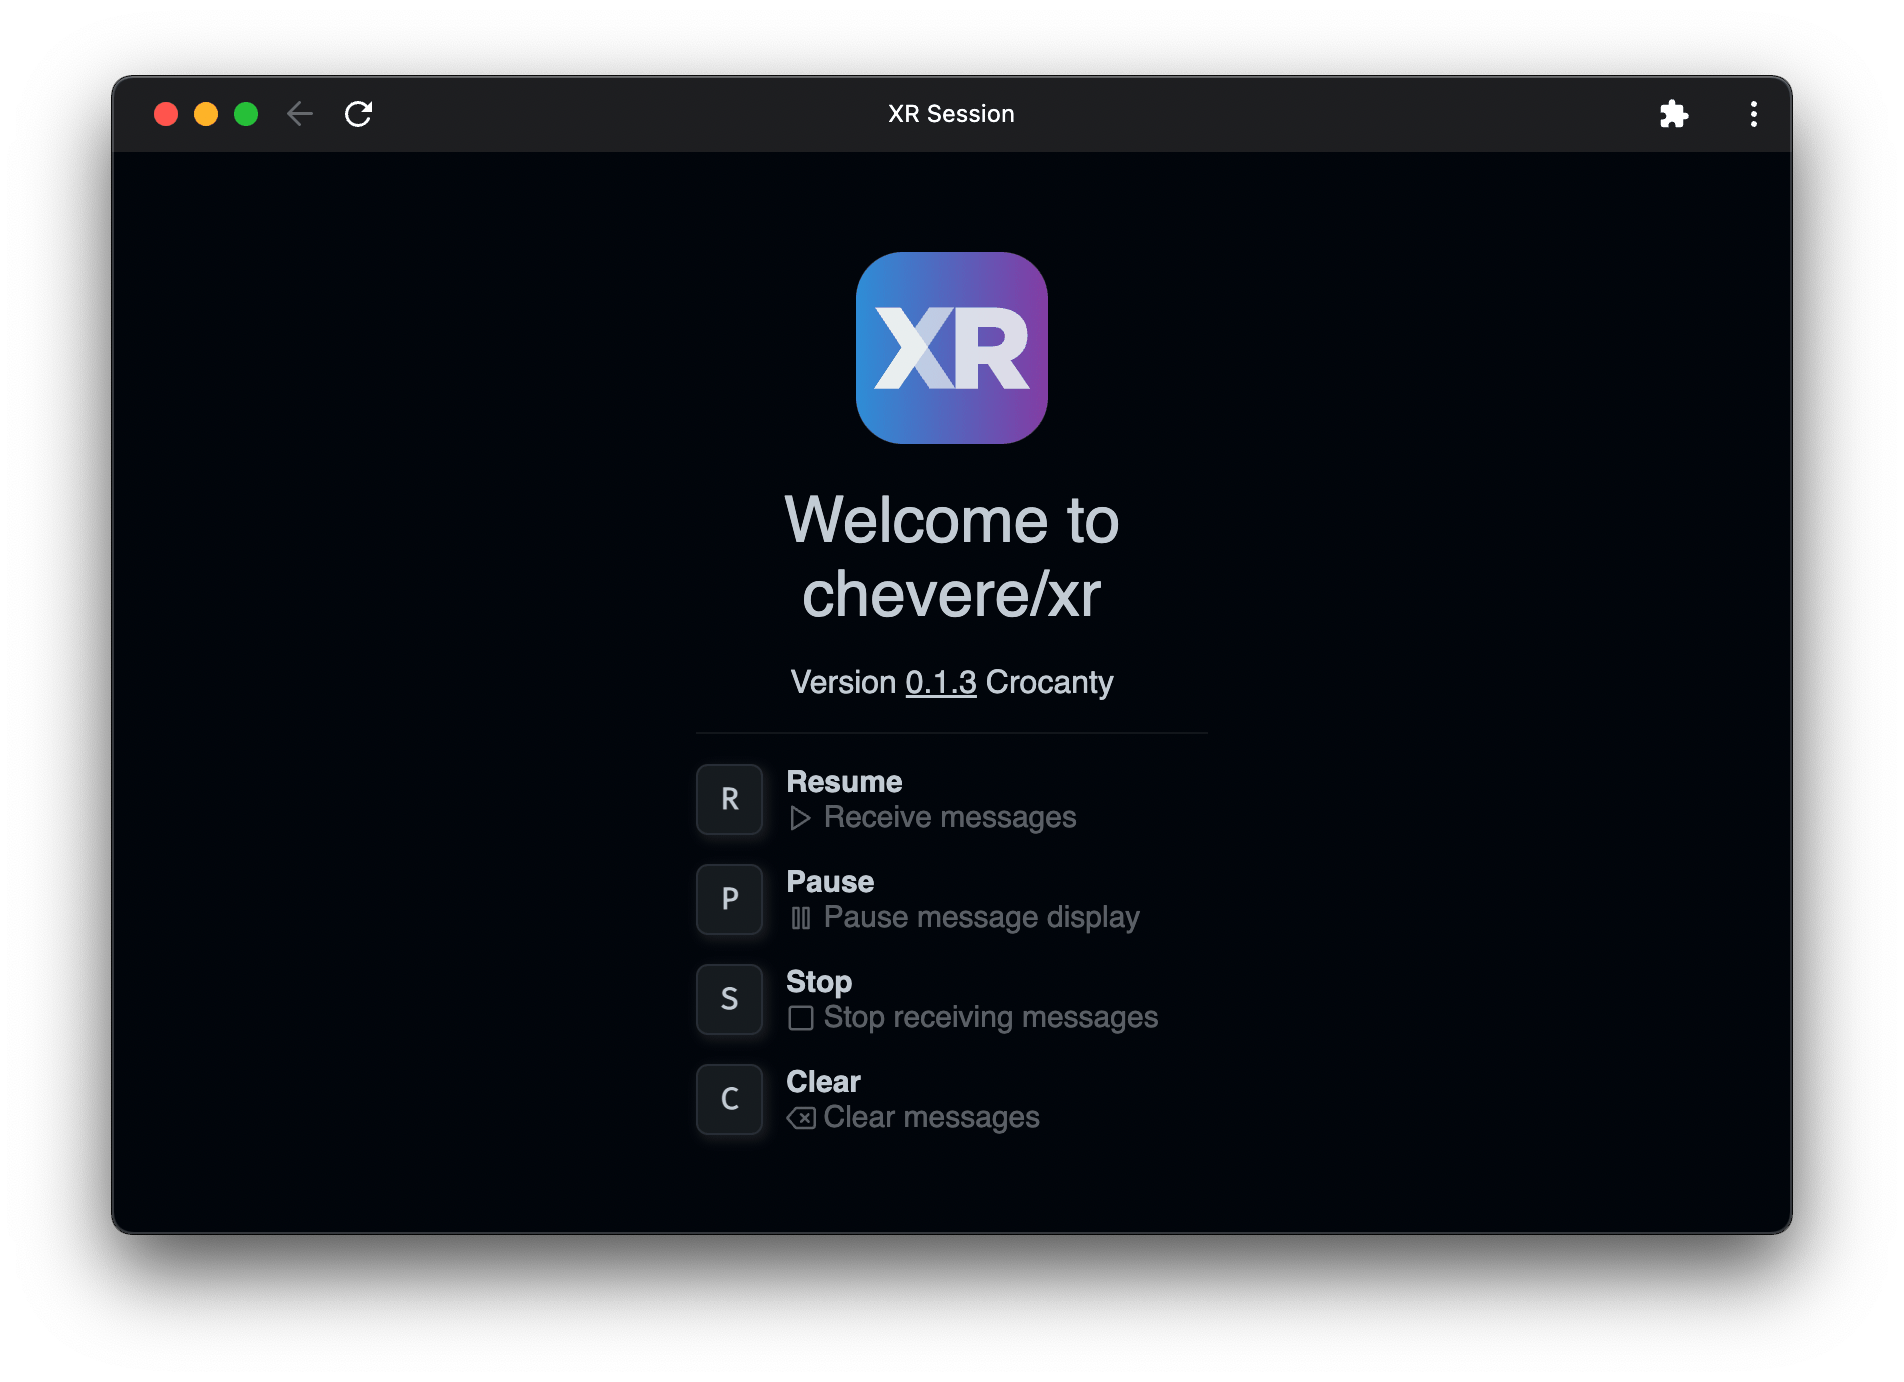 XR Session
XR
Welcome to
chevere/xr
Version 0.1.3 Crocanty
R
Resume
Receive messages
P
Pause
Pause message display
S
Stop
Stop receiving messages
C
Clear
Clear messages